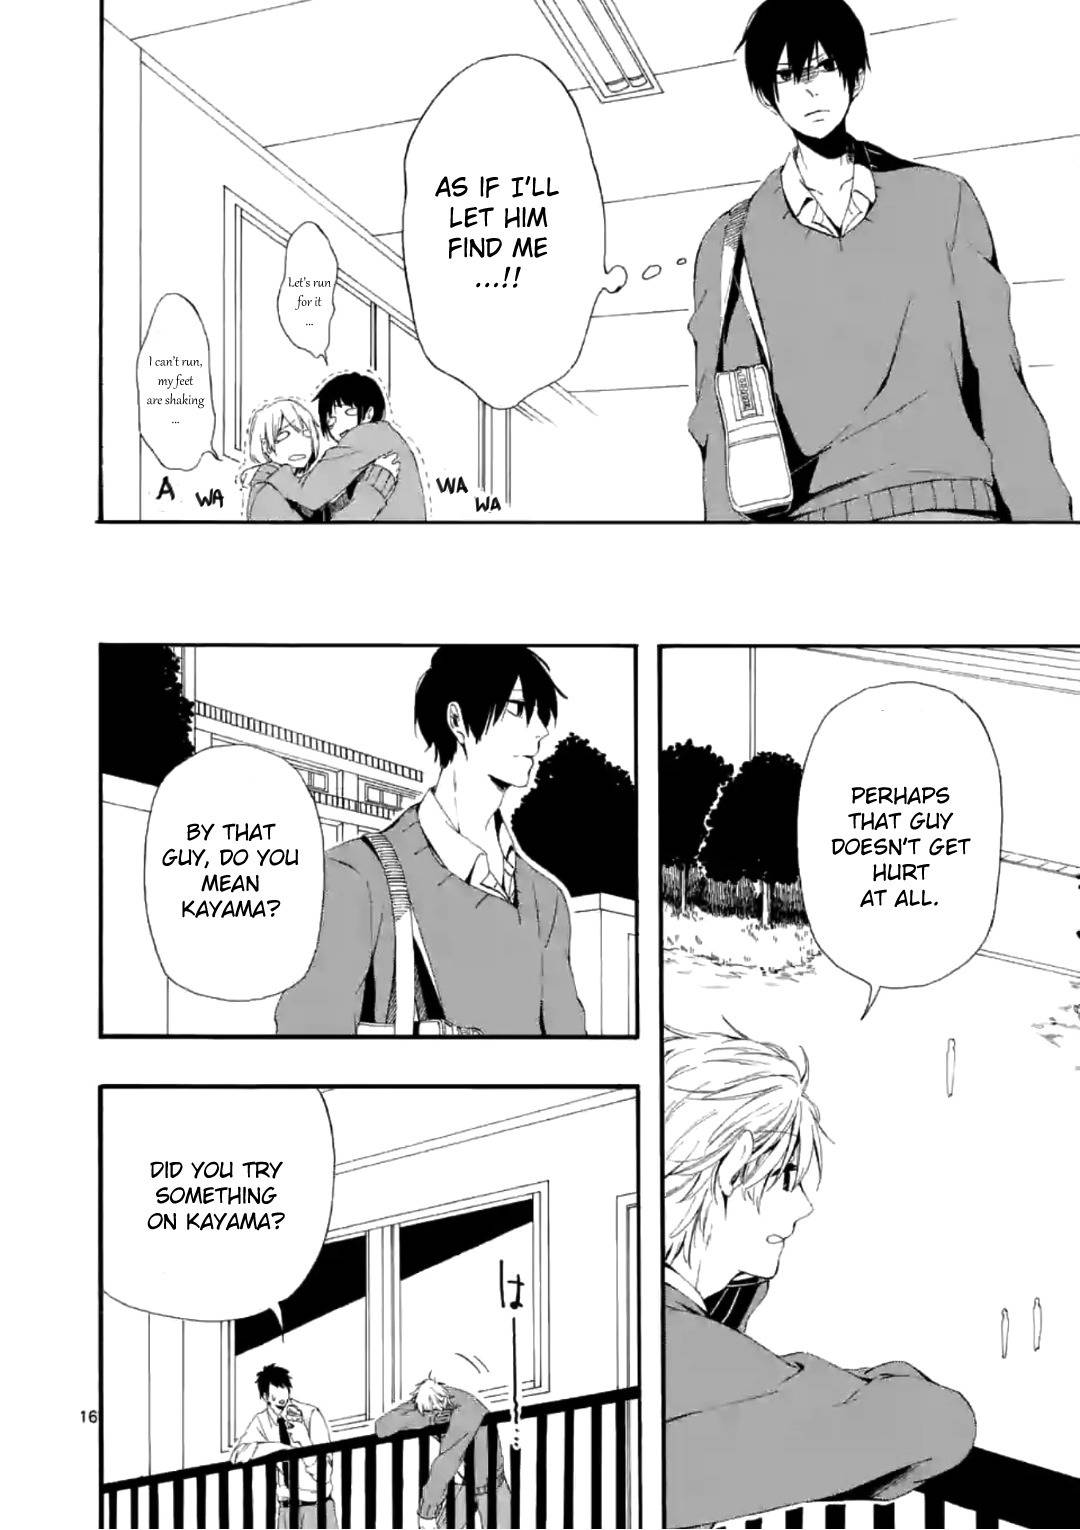 AS IF I'LL
LET HIM
FIND ME
...!!
Let's run
for it
...
I can't run,
my feet
are shaking
...
A
WA
WA
WA
PERHAPS
THAT GUY
DOESN'T GET
HURT
AT ALL.
BY THAT
GUY, DO YOU
MEAN
KAYAMA?
DID YOU TRY
SOMETHING
ON KAYAMA?
は……
16